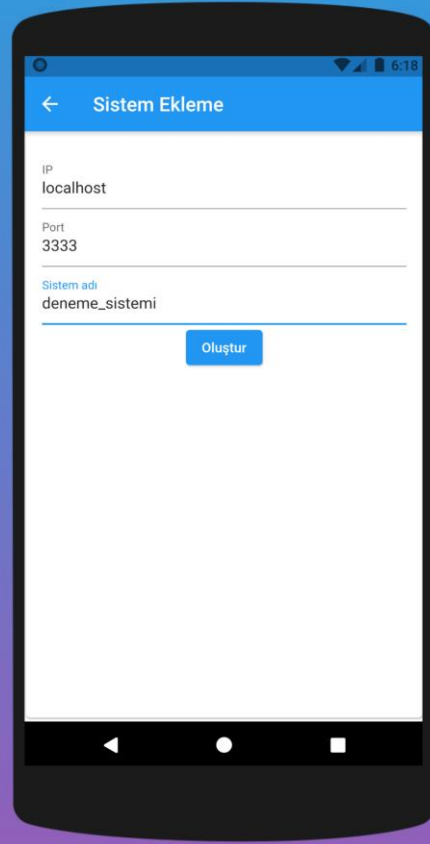 6:18
Sistem Ekleme
IP
localhost
Port
3333
Sistem adı
deneme_sistemi
Oluştur